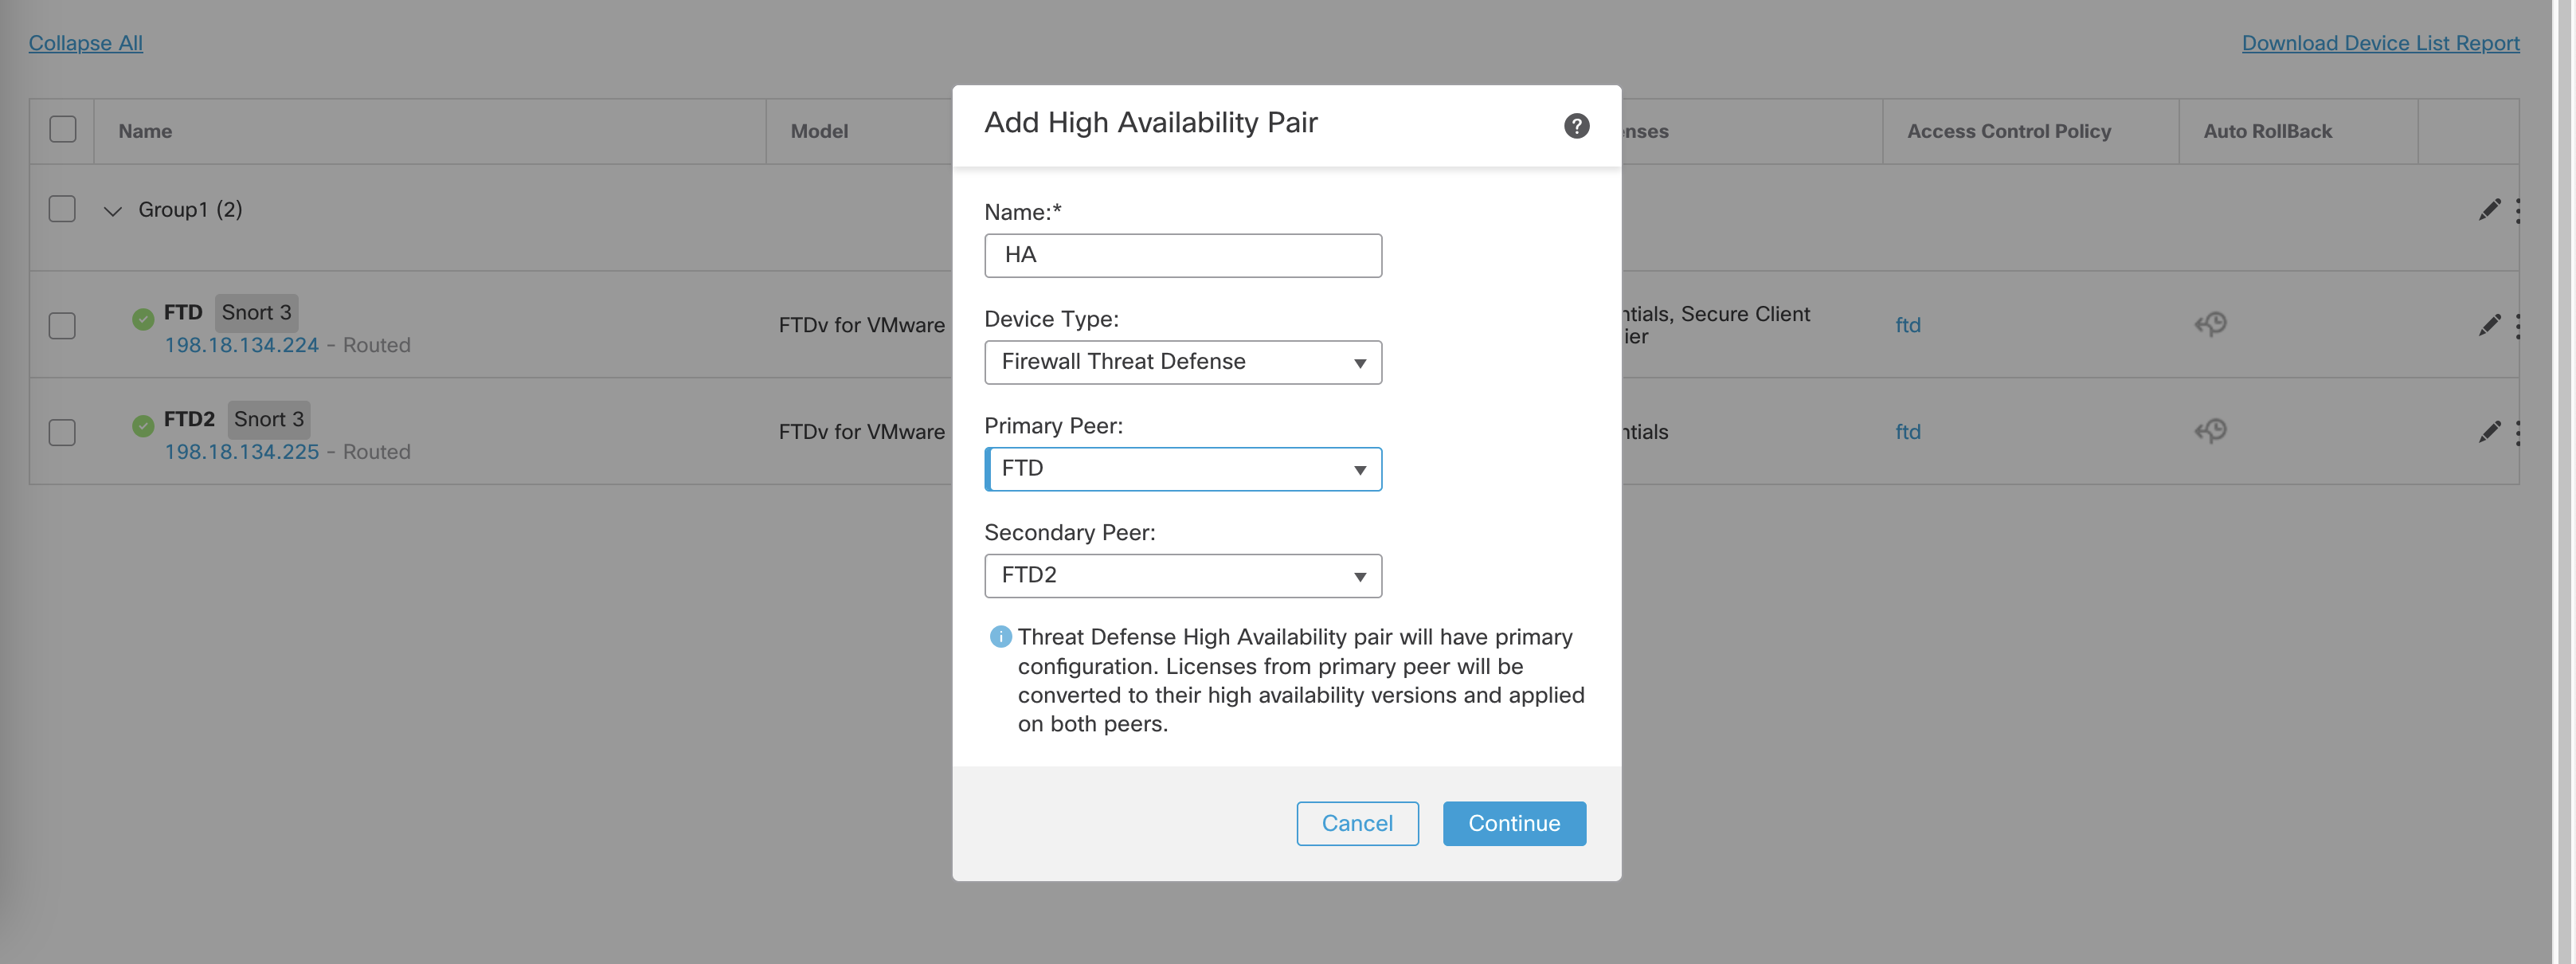 Collapse All
Download Device List Report
Name
Model
Access Control Policy
Auto RollBack
Group1 (2)
FTD Snort 3
198.18.134.224 - Routed
FTDv for VMware
Secure Client
ftd
FTD2 Snort 3
198.18.134.225 - Routed
FTDv for VMware
ftd
Add High Availability Pair
?
Name:*
HA
Device Type:
Firewall Threat Defense
Primary Peer:
FTD
Secondary Peer:
FTD2
Threat Defense High Availability pair will have primary
configuration. Licenses from primary peer will be
converted to their high availability versions and applied
on both peers.
Cancel
Continue